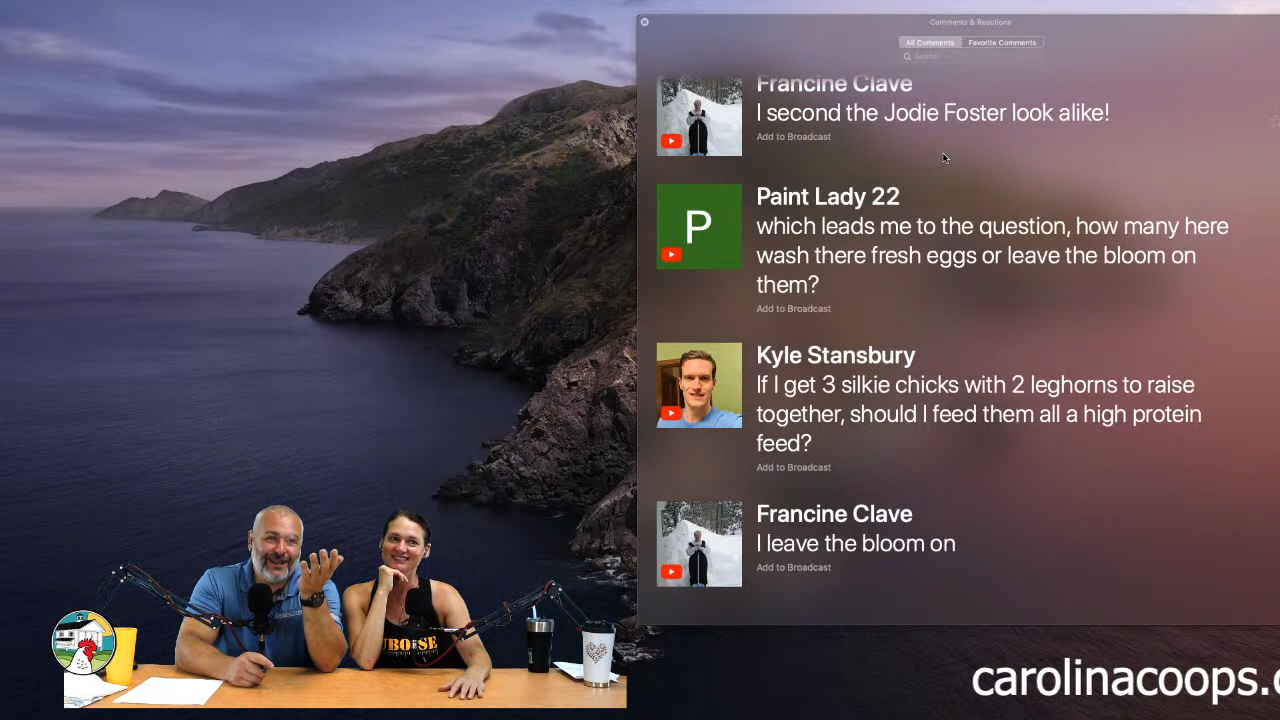 Comments & Reactions
All Comments Favorite Comments
Search
Francine Clave
I second the Jodie Foster look alike!
Add to Broadcast
P
Paint Lady 22
which leads me to the question, how many here
wash there fresh eggs or leave the bloom on
them?
Add to Broadcast
Kyle Stansbury
If I get 3 silkie chicks with 2 leghorns to raise
together, should I feed them all a high protein
feed?
Add to Broadcast
Francine Clave
I leave the bloom on
Add to Broadcast
carolinacoops.c